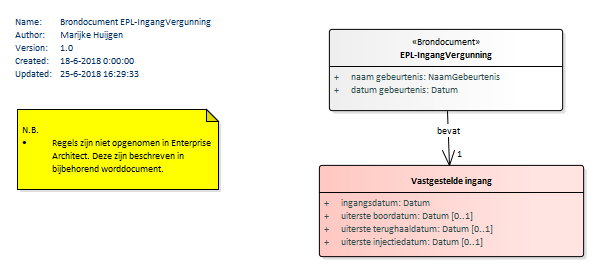 Name: Brondocument EPL-IngangVergunning
Author: Marijke Huijgen
Version: 1.0
Created: 18-6-2018 0:00:00
Updated: 25-6-2018 16:29:33
N.B.
• Regels zijn niet opgenomen in Enterprise
Architect. Deze zijn beschreven in
bijbehorend worddocument.
«Brondocument»
EPL-IngangVergunning
+ naam gebeurtenis: NaamGebeurtenis
+ datum gebeurtenis: Datum
bevat
1
Vastgestelde ingang
+ ingangsdatum: Datum
+ uiterste boordatum: Datum [0..1]
+ uiterste terughaaldatum: Datum [0..1]
+ uiterste injectiedatum: Datum [0..1]